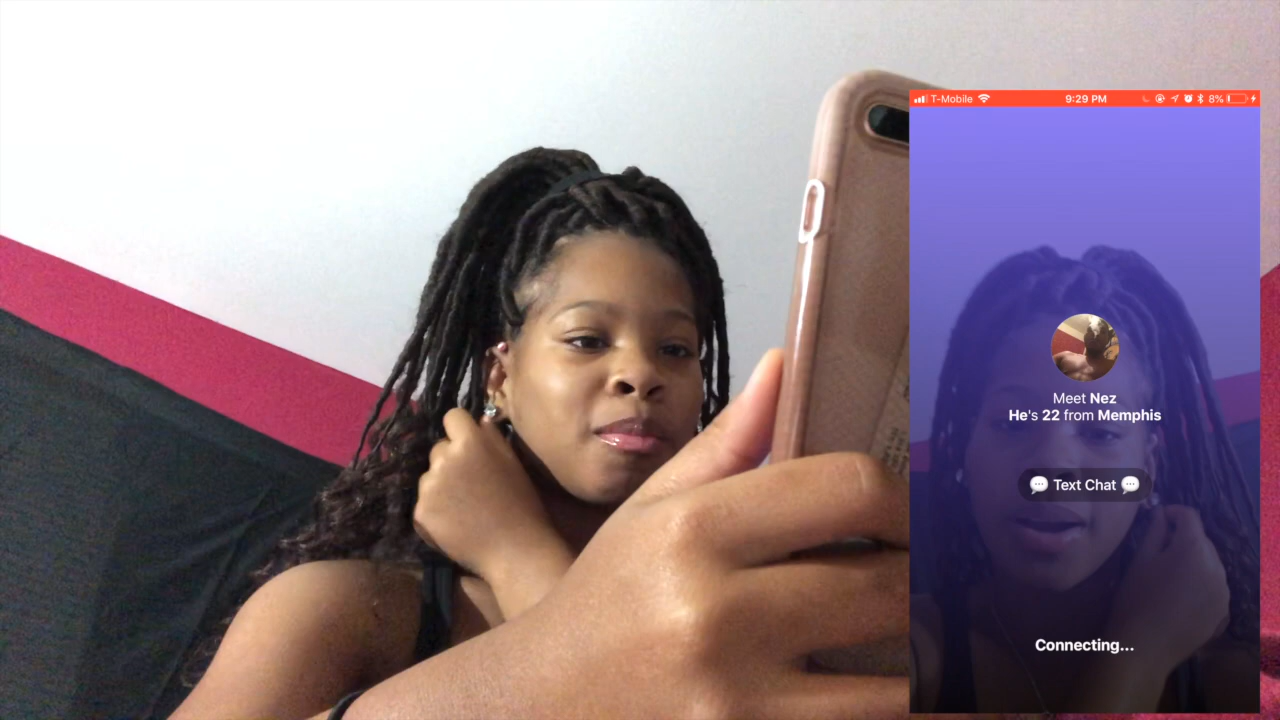 T-Mobile 9:29 PM 8%
Meet Nez
He's 22 from Memphis
💬 Text Chat 💬
Connecting...